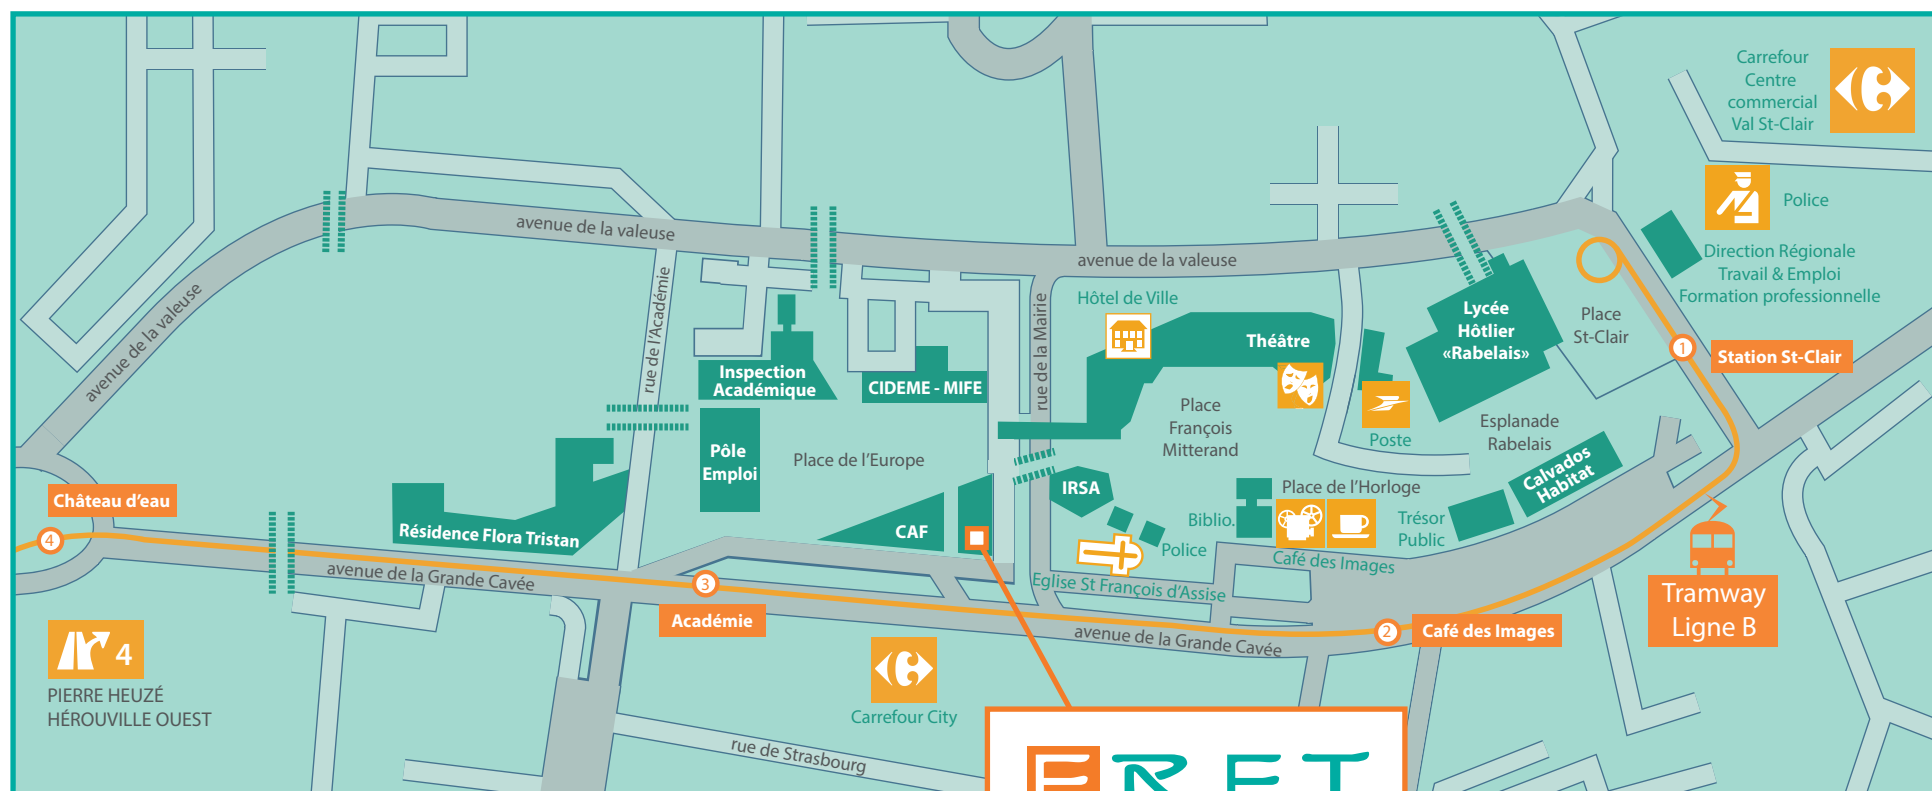 Carrefour
Centre
commercial
Val St-Clair
Police
Direction Régionale
Travail & Emploi
Formation professionnelle
avenue de la valeuse
avenue de la valeuse
avenue de la valeuse
rue de l'Académie
rue de la Mairie
Hôtel de Ville
Théâtre
Lycée
Hôtlier
«Rabelais»
Place
St-Clair
1
Station St-Clair
Inspection
Académique
CIDEME - MIFE
Place
François
Mitterand
Poste
Esplanade
Rabelais
Pôle
Emploi
Place de l'Europe
Calvados
Habitat
IRSA
Place de l'Horloge
Biblio.
Trésor
Public
Château d'eau
4
Résidence Flora Tristan
CAF
Police
Café des Images
Eglise St François d'Assise
avenue de la Grande Cavée
3
Académie
avenue de la Grande Cavée
2
Café des Images
Tramway
Ligne B
4
PIERRE HEUZÉ
HÉROUVILLE OUEST
Carrefour City
rue de Strasbourg
ERET